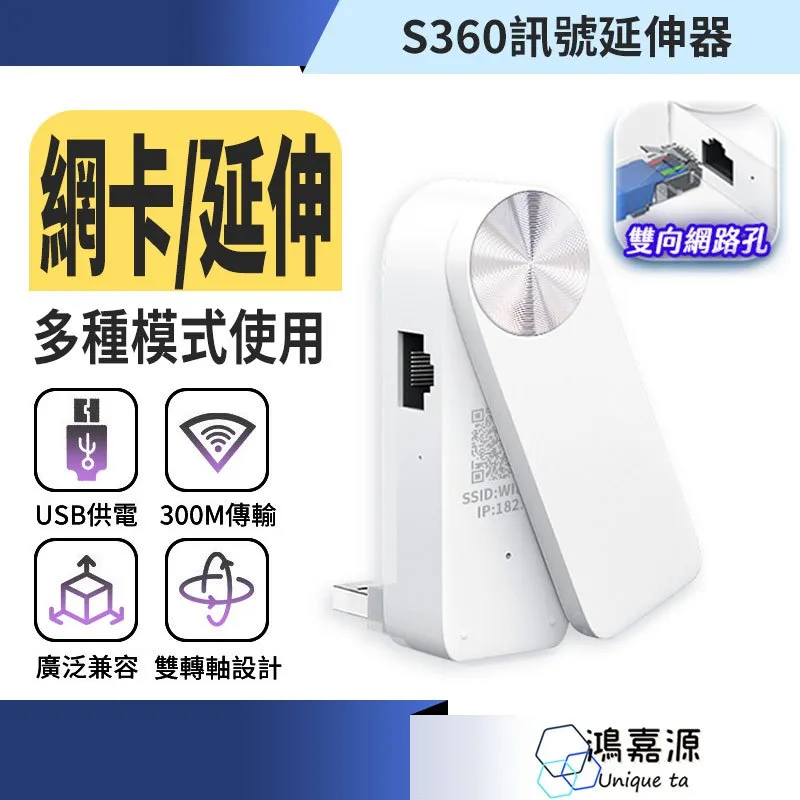 S360訊號延伸器
網卡/延伸
多種模式使用
雙向網路孔
USB供電
300M傳輸
廣泛兼容
雙轉軸設計
SSID:WI
IP:182
鴻嘉源
Unique ta